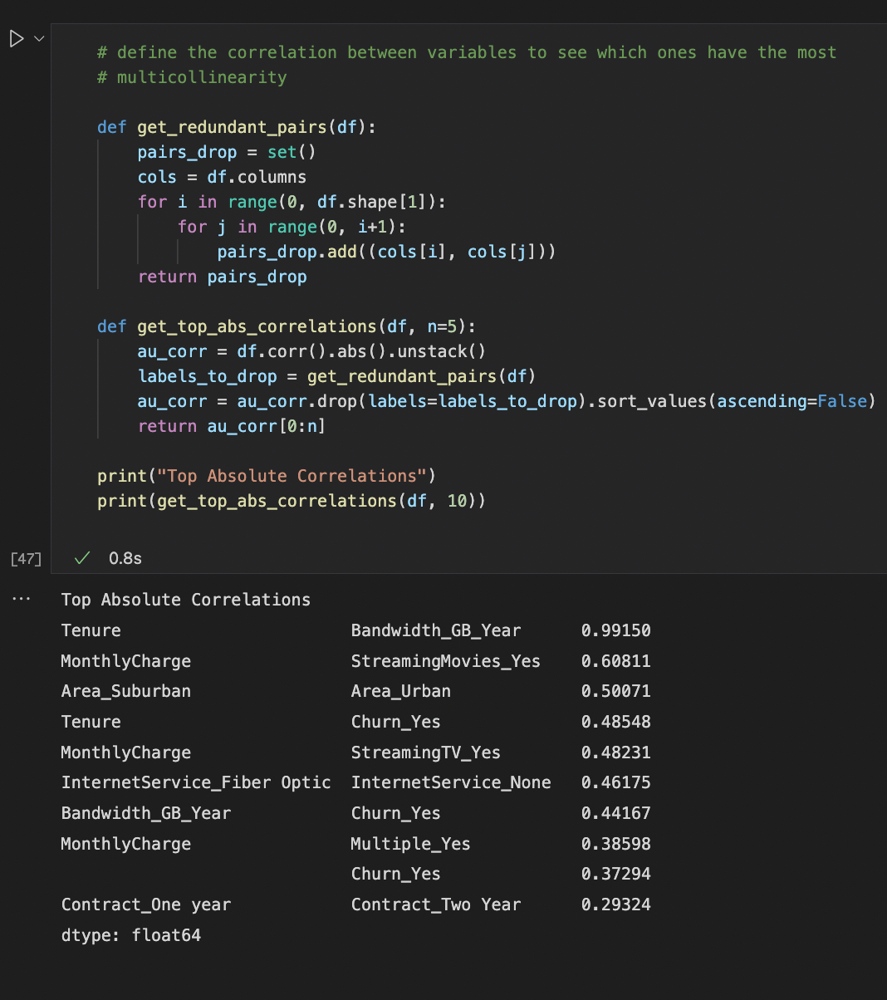 # define the correlation between variables to see which ones have the most
# multicollinearity
def get_redundant_pairs(df):
    pairs_drop = set()
    cols = df.columns
    for i in range(0, df.shape[1]):
        for j in range(0, i+1):
            pairs_drop.add((cols[i], cols[j]))
    return pairs_drop
def get_top_abs_correlations(df, n=5):
    au_corr = df.corr().abs().unstack()
    labels_to_drop = get_redundant_pairs(df)
    au_corr = au_corr.drop(labels=labels_to_drop).sort_values(ascending=False)
    return au_corr[0:n]
print("Top Absolute Correlations")
print(get_top_abs_correlations(df, 10))
[47] ✓ 0.8s
··· Top Absolute Correlations
Tenure Bandwidth_GB_Year 0.99150
MonthlyCharge StreamingMovies_Yes 0.60811
Area_Suburban Area_Urban 0.50071
Tenure Churn_Yes 0.48548
MonthlyCharge StreamingTV_Yes 0.48231
InternetService_Fiber Optic InternetService_None 0.46175
Bandwidth_GB_Year Churn_Yes 0.44167
MonthlyCharge Multiple_Yes 0.38598
Churn_Yes 0.37294
Contract_One year Contract_Two Year 0.29324
dtype: float64